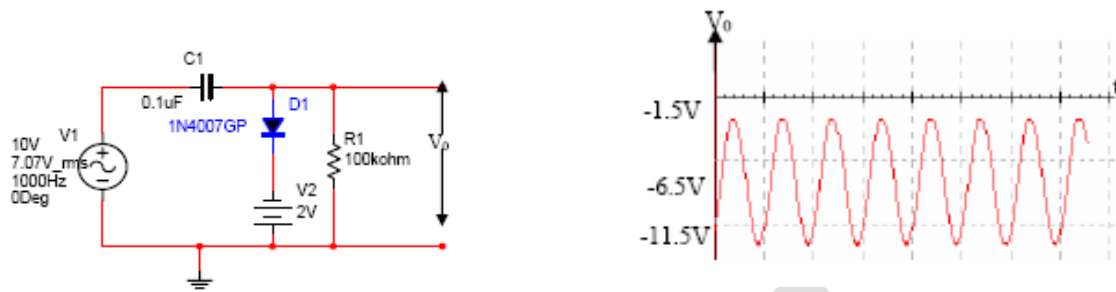 C1
0.1uF
D1
1N4007GP
V1
10V
7.07V_rms
1000Hz
0Deg
R1
100kohm
V2
2V
V₀
V₀
t
-1.5V
-6.5V
-11.5V